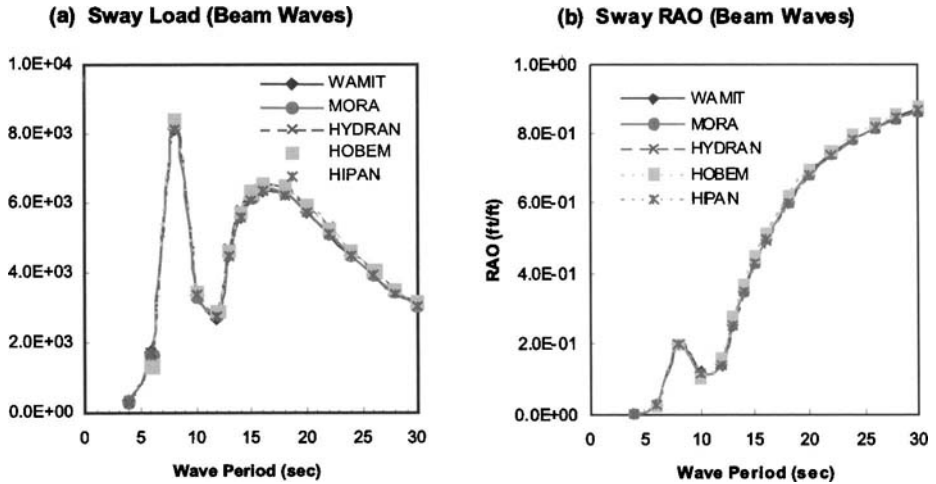 (a) Sway Load (Beam Waves)
1.0E+04
8.0E+03
6.0E+03
4.0E+03
2.0E+03
0.0E+00
0 5 10 15 20 25 30
Wave Period (sec)
WAMIT
MORA
HYDRAN
HOBEM
HIPAN
(b) Sway RAO (Beam Waves)
RAO (ft/ft)
1.0E+00
8.0E-01
6.0E-01
4.0E-01
2.0E-01
0.0E+00
0 5 10 15 20 25 30
Wave Period (sec)
WAMIT
MORA
HYDRAN
HOBEM
HIPAN